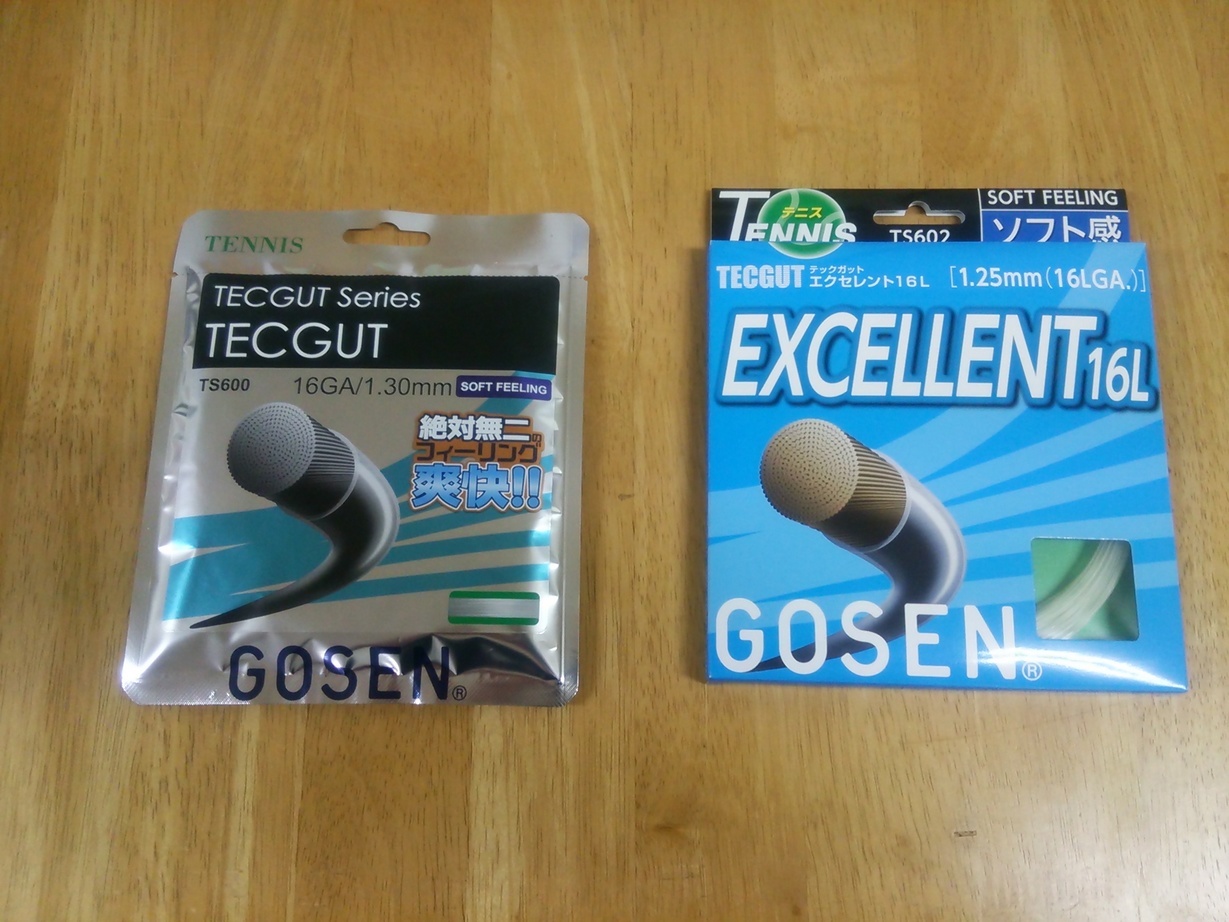 TENNIS
TECGUT Series
TECGUT
TS600 16GA/1.30mm SOFT FEELING
絶対無二の
フィーリング
爽快!!
GOSEN®
TENNIS
テニス
TS602
SOFT FEELING
ソフト感
TECGUT テックガット
エクセレント16L [1.25mm(16LGA.)]
EXCELLENT16L
GOSEN®